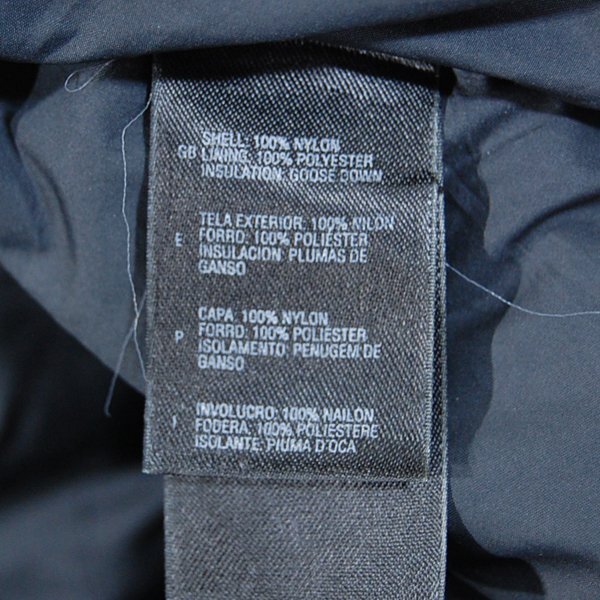 SHELL: 100% NYLON
GB LINING: 100% POLYESTER
INSULATION: GOOSE DOWN
TELA EXTERIOR: 100% NILON
E FORRO: 100% POLIÉSTER
INSULACION: PLUMAS DE
GANSO
CAPA: 100% NYLON
P FORRO: 100% POLIESTER
ISOLAMENTO: PENUGEM DE
GANSO
I INVOLUCRO: 100% NAILON
FODERA: 100% POLIESTERE
ISOLANTE: PIUMA D'OCA